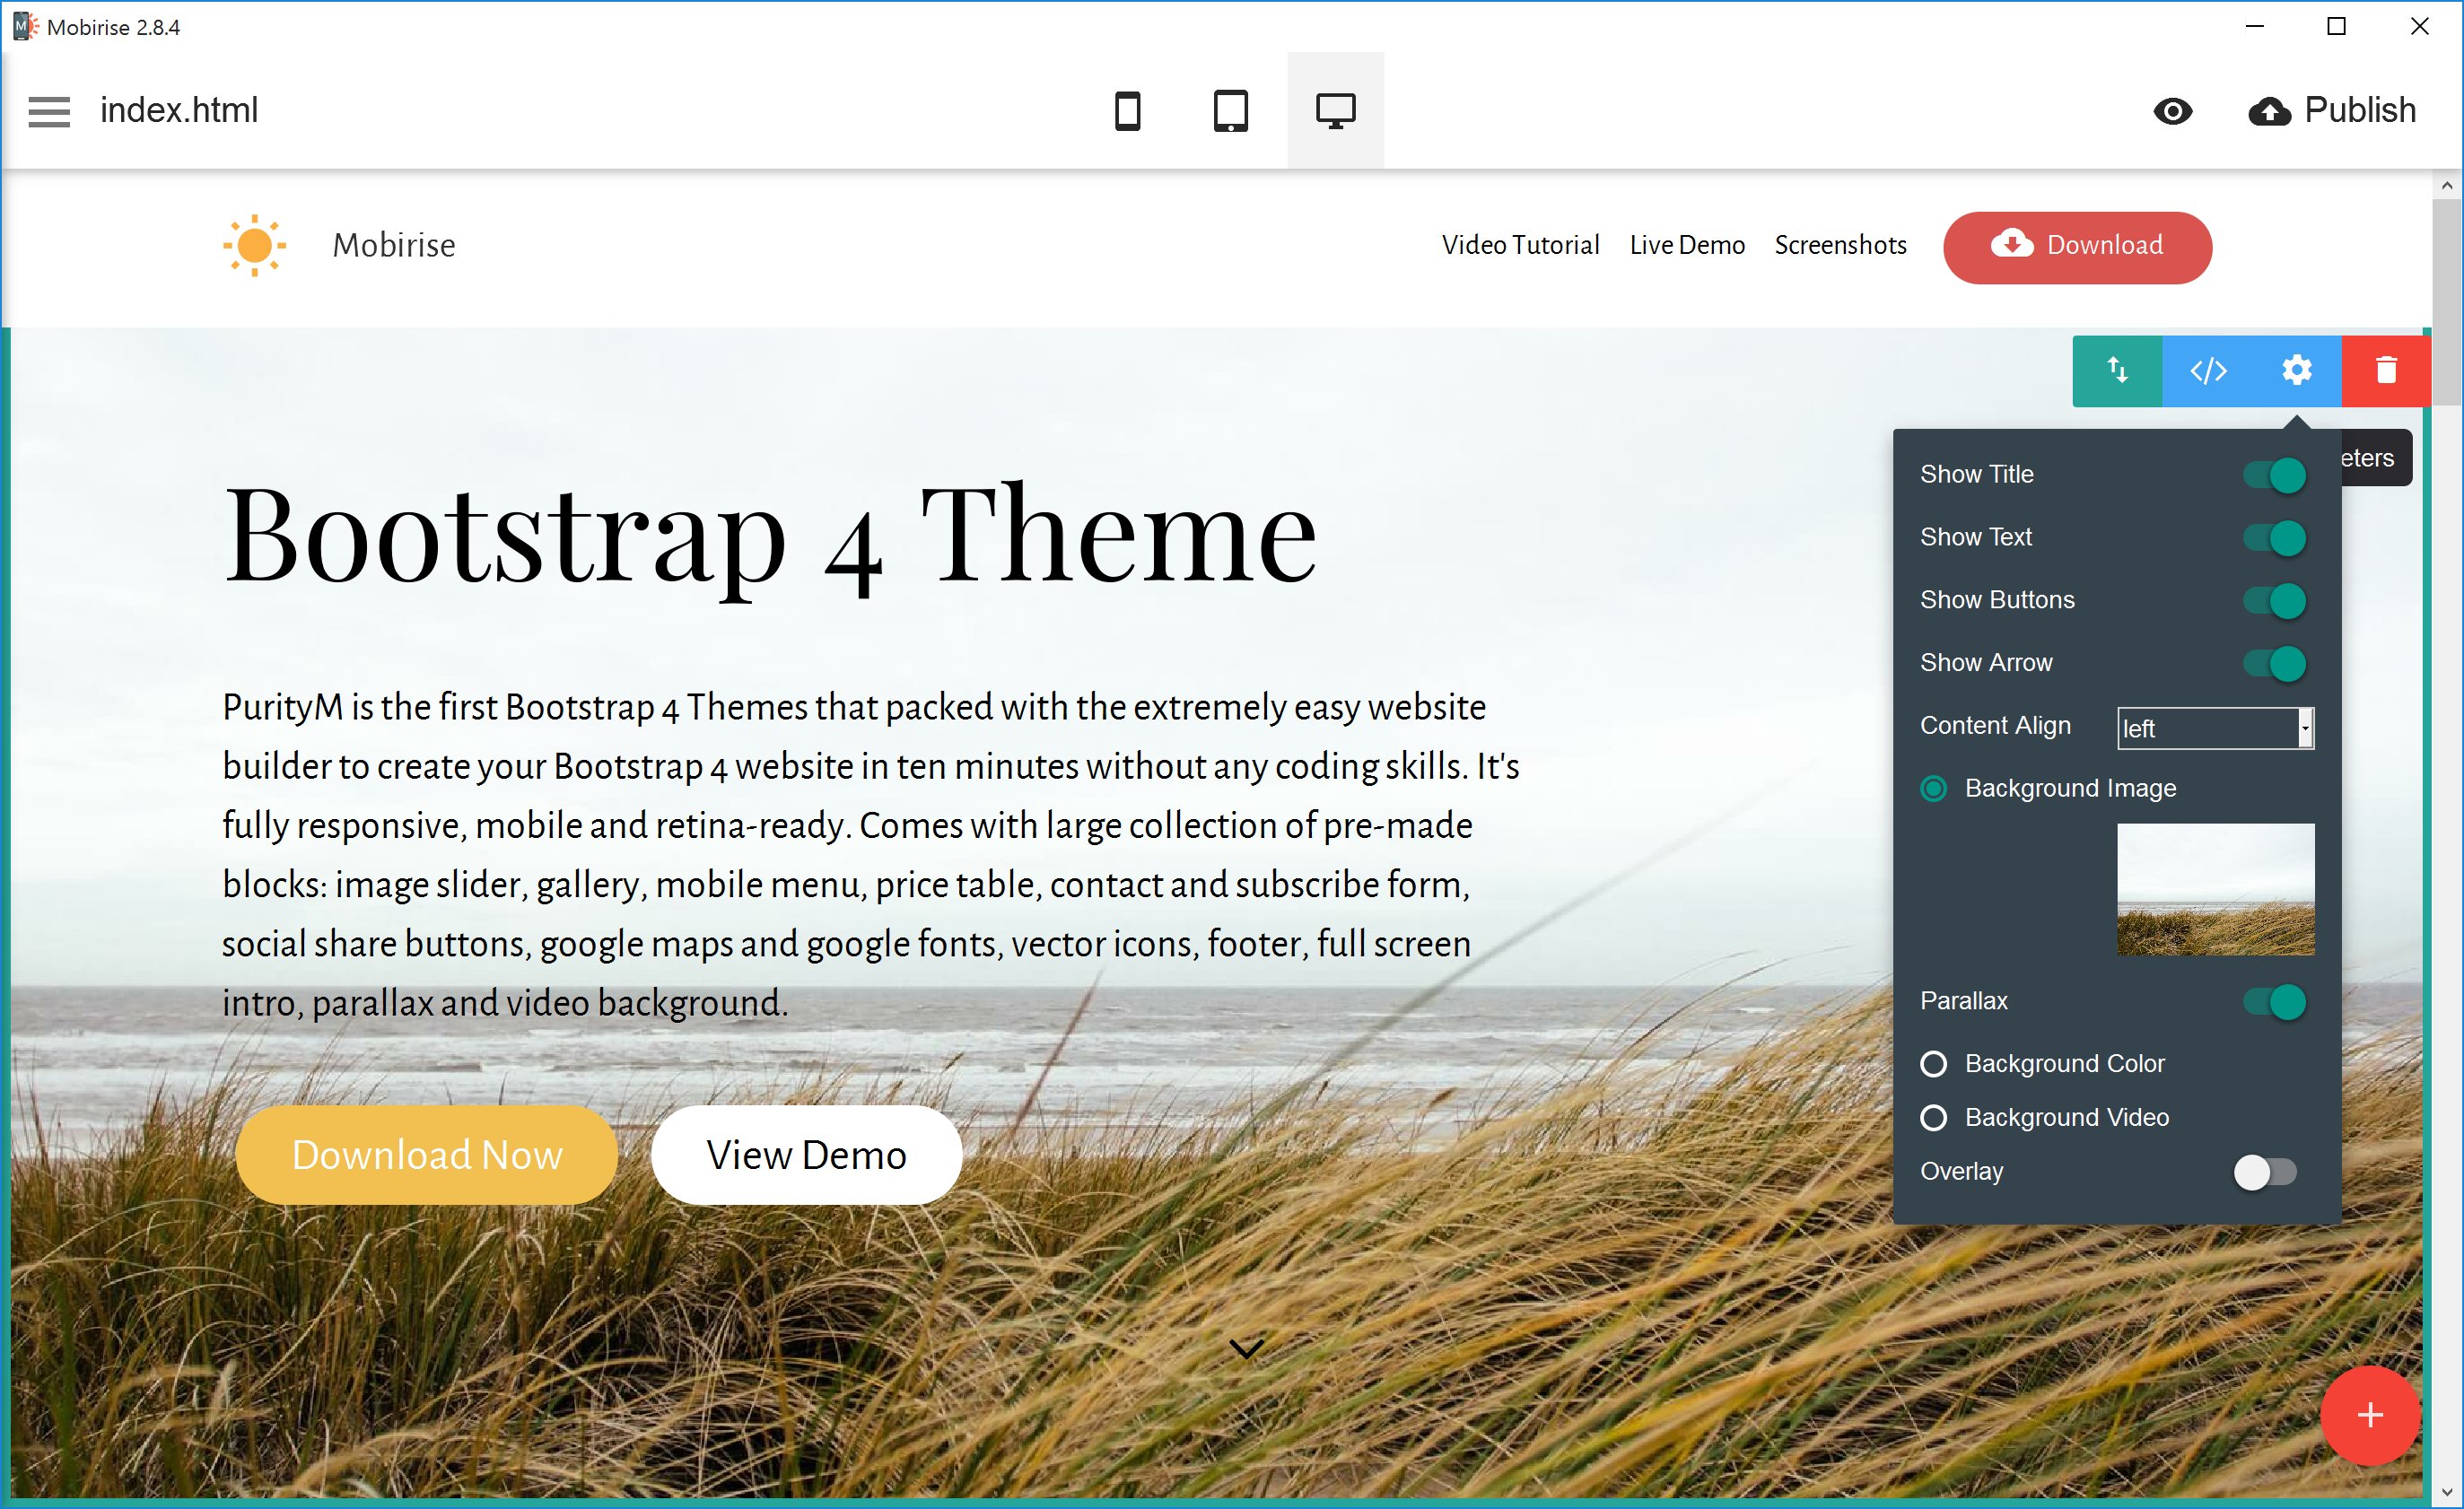 Mobirise 2.8.4
index.html
Publish
Mobirise
Video Tutorial
Live Demo
Screenshots
Download
Bootstrap 4 Theme
PurityM is the first Bootstrap 4 Themes that packed with the extremely easy website
builder to create your Bootstrap 4 website in ten minutes without any coding skills. It's
fully responsive, mobile and retina-ready. Comes with large collection of pre-made
blocks: image slider, gallery, mobile menu, price table, contact and subscribe form,
social share buttons, google maps and google fonts, vector icons, footer, full screen
intro, parallax and video background.
Download Now
View Demo
eters
Show Title
Show Text
Show Buttons
Show Arrow
Content Align
left
Background Image
Parallax
Background Color
Background Video
Overlay